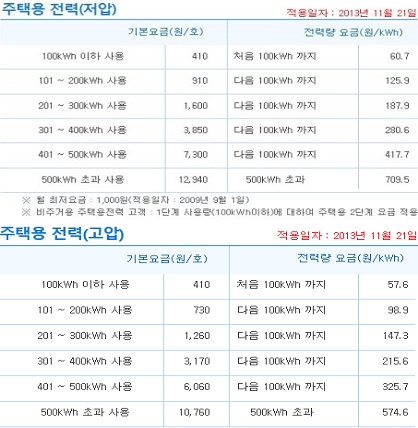 주택용 전력(저압)
적용일자 : 2013년 11월 21일
기본요금(원/호) 전력량 요금(원/kWh)
100kWh 이하 사용 410 처음 100kWh 까지 60.7
101 ~ 200kWh 사용 910 다음 100kWh 까지 125.9
201 ~ 300kWh 사용 1,600 다음 100kWh 까지 187.9
301 ~ 400kWh 사용 3,850 다음 100kWh 까지 280.6
401 ~ 500kWh 사용 7,300 다음 100kWh 까지 417.7
500kWh 초과 사용 12,940 500kWh 초과 709.5
※ 월 최저요금 : 1,000원(적용일자 : 2009년 9월 1일)
※ 비주거용 주택용전력 고객 : 1단계 사용량(100kWh이하)에 대하여 주택용 2단계 요금 적용
주택용 전력(고압)
적용일자 : 2013년 11월 21일
기본요금(원/호) 전력량 요금(원/kWh)
100kWh 이하 사용 410 처음 100kWh 까지 57.6
101 ~ 200kWh 사용 730 다음 100kWh 까지 98.9
201 ~ 300kWh 사용 1,260 다음 100kWh 까지 147.3
301 ~ 400kWh 사용 3,170 다음 100kWh 까지 215.6
401 ~ 500kWh 사용 6,060 다음 100kWh 까지 325.7
500kWh 초과 사용 10,760 500kWh 초과 574.6